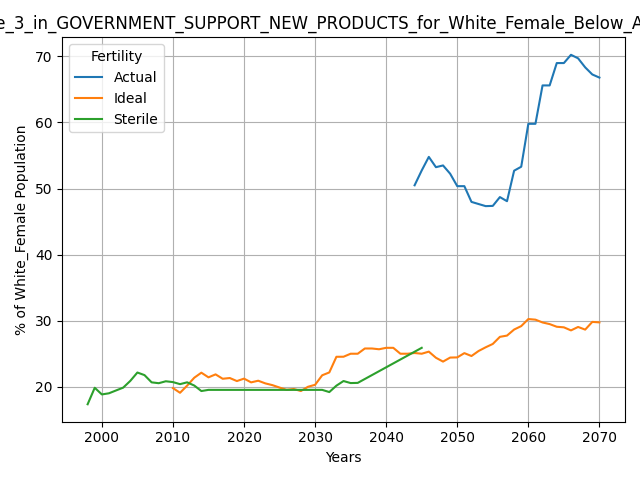 e_3_in_GOVERNMENT_SUPPORT_NEW_PRODUCTS_for_White_Female_Below_A
Fertility
Actual
Ideal
Sterile
% of White_Female Population
70
60
50
40
30
20
2000 2010 2020 2030 2040 2050 2060 2070
Years